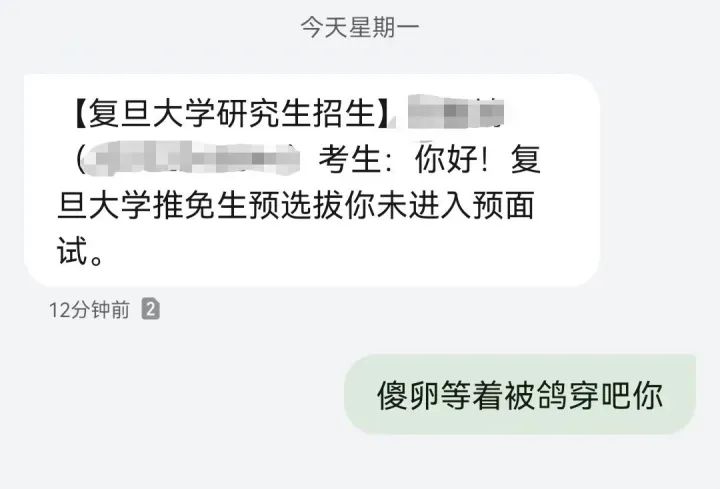 今天星期一
【复旦大学研究生招生】
（）考生：你好！复
旦大学推免生预选拔你未进入预面
试。
12分钟前 2
傻卵等着被鸽穿吧你